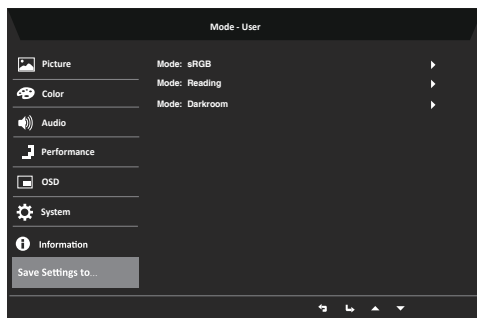 Mode - User
Picture
Color
Audio
Performance
OSD
System
Information
Save Settings to...
Mode: sRGB
Mode: Reading
Mode: Darkroom